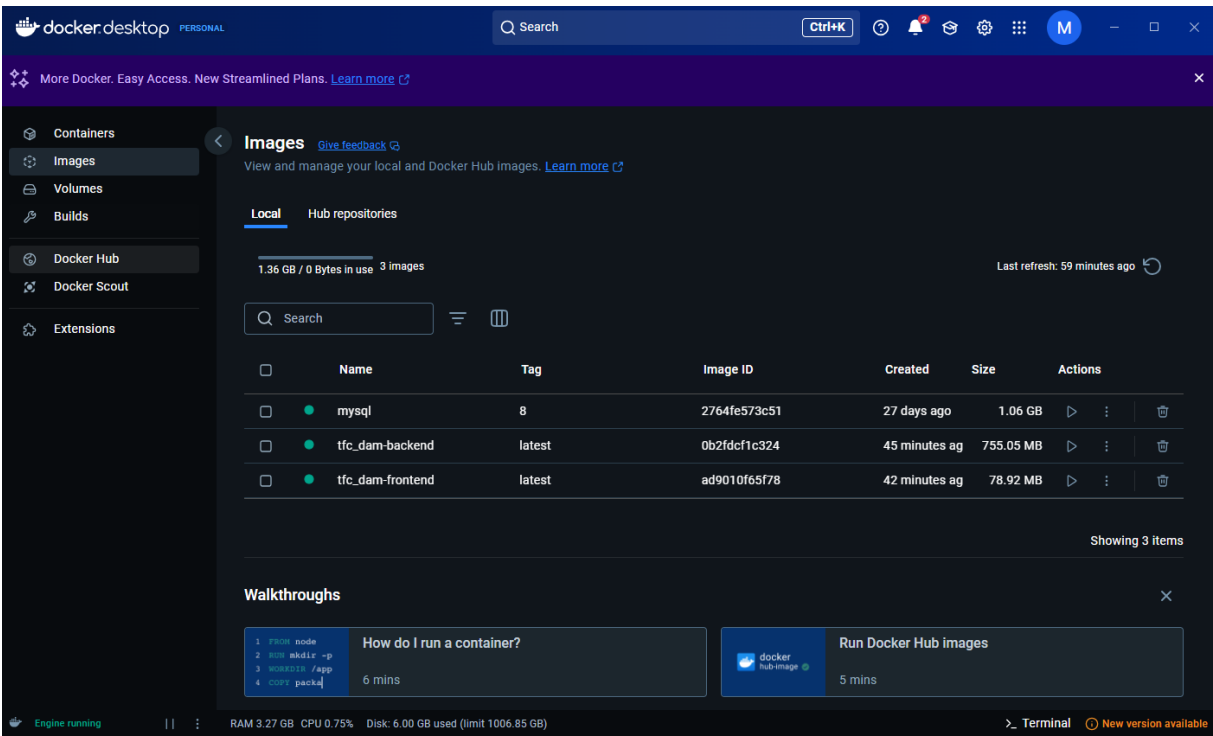 docker.desktop PERSONAL Search Ctrl+K 2 M
More Docker. Easy Access. New Streamlined Plans. Learn more
Containers
Images
Volumes
Builds
Docker Hub
Docker Scout
Extensions
Images Give feedback
View and manage your local and Docker Hub images. Learn more
Local Hub repositories
1.36 GB / 0 Bytes in use 3 images Last refresh: 59 minutes ago
Search
Name Tag Image ID Created Size Actions
mysql 8 2764fe573c51 27 days ago 1.06 GB
tfc_dam-backend latest 0b2fdcf1c324 45 minutes ag 755.05 MB
tfc_dam-frontend latest ad9010f65f78 42 minutes ag 78.92 MB
Showing 3 items
Walkthroughs
1 FROM node
2 RUN mkdir -p
3 WORKDIR /app
4 COPY packa
How do I run a container?
6 mins
docker
hub-image
Run Docker Hub images
5 mins
Engine running RAM 3.27 GB CPU 0.75% Disk: 6.00 GB used (limit 1006.85 GB) >_ Terminal New version available